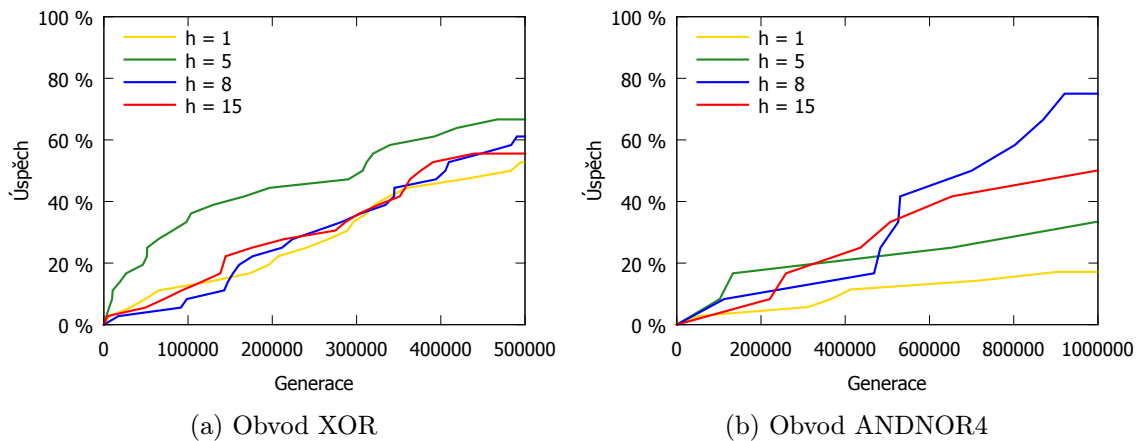 100 %
80 %
60 %
40 %
20 %
0 %
Úspěch
h = 1
h = 5
h = 8
h = 15
0 100000 200000 300000 400000 500000
Generace
(a) Obvod XOR
100 %
80 %
60 %
40 %
20 %
0 %
Úspěch
h = 1
h = 5
h = 8
h = 15
0 200000 400000 600000 800000 1000000
Generace
(b) Obvod ANDNOR4